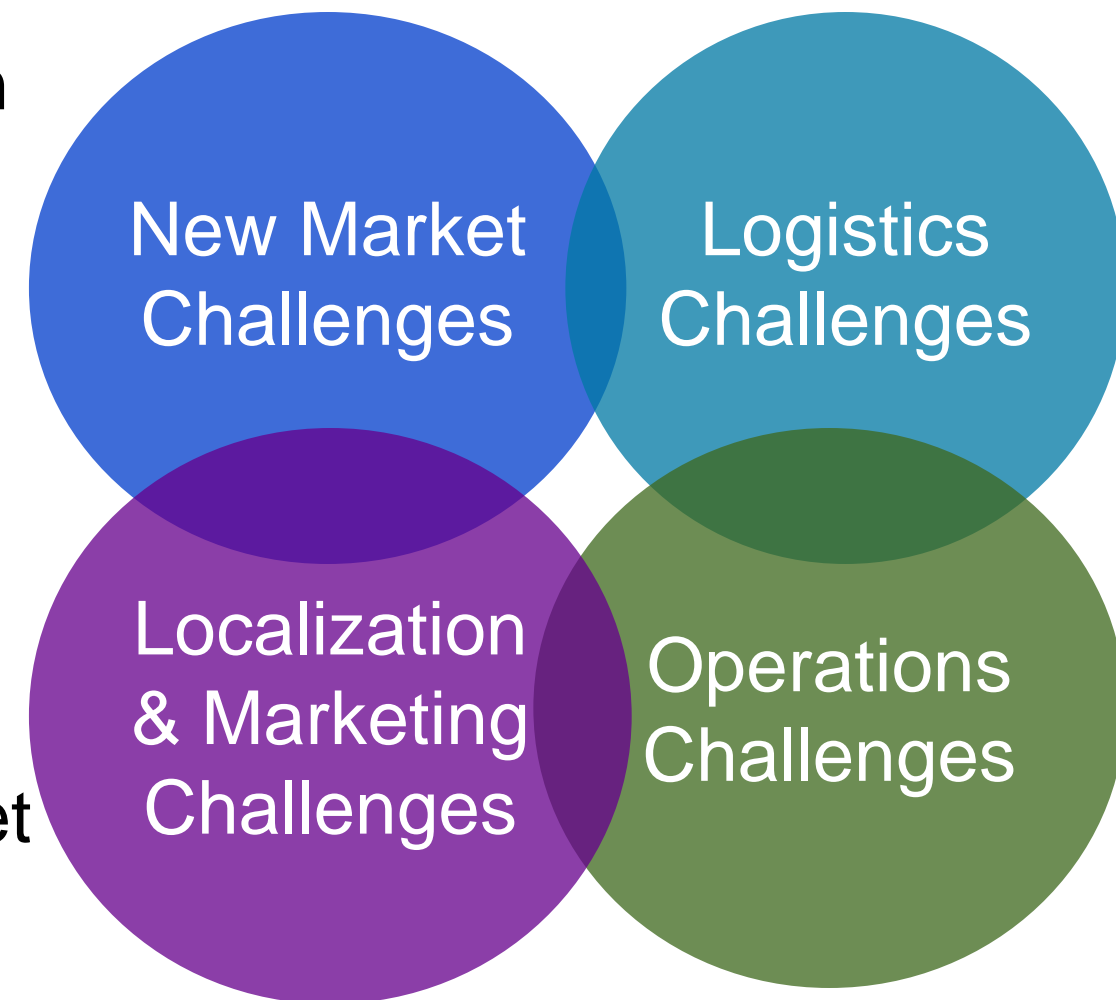 New Market
Challenges
Logistics
Challenges
Localization
& Marketing
Challenges
Operations
Challenges